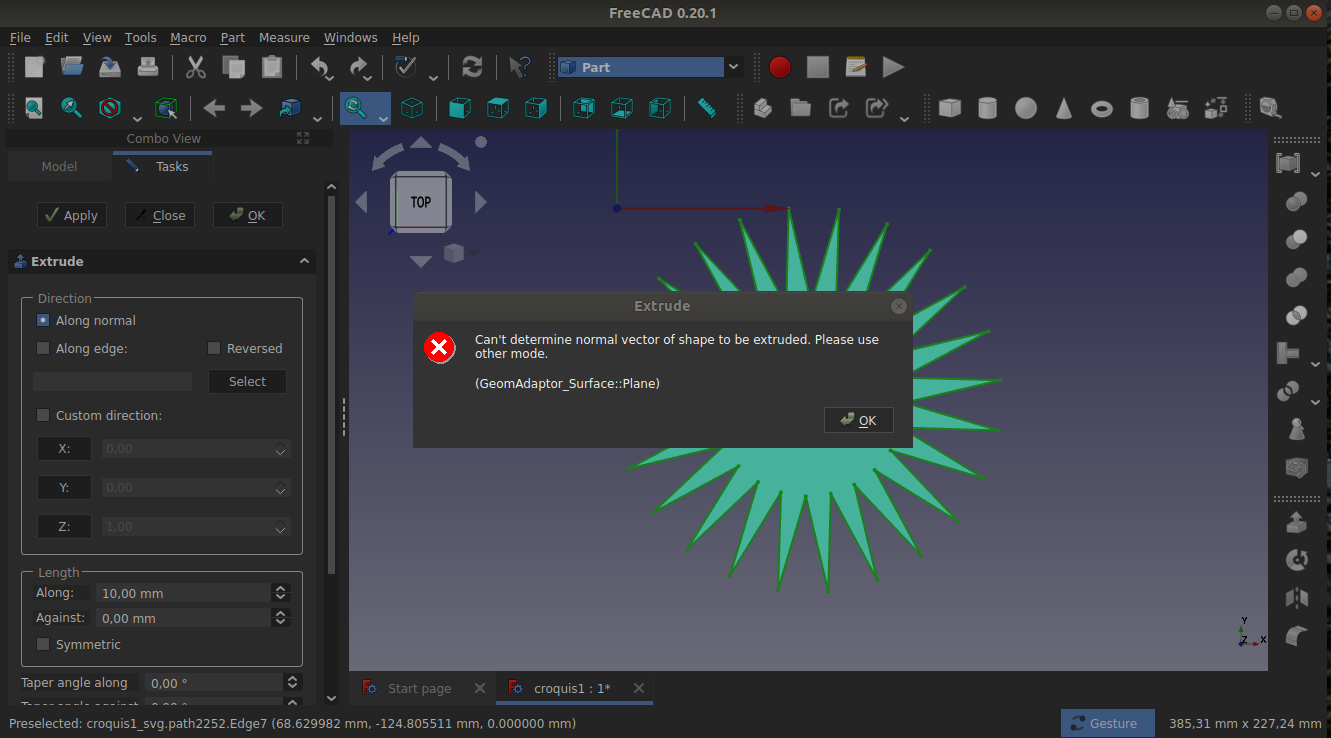 FreeCAD 0.20.1
File Edit View Tools Macro Part Measure Windows Help
Part
Combo View
Model Tasks
Apply Close OK
Extrude
Direction
Along normal
Along edge: Reversed
Select
Custom direction:
X: 0,00
Y: 0,00
Z: 1,00
Length
Along: 10,00 mm
Against: 0,00 mm
Symmetric
Taper angle along 0,00 °
TOP
Extrude
Can't determine normal vector of shape to be extruded. Please use
other mode.
(GeomAdaptor_Surface::Plane)
OK
Y
Z X
Start page croquis1 : 1*
Preselected: croquis1_svg.path2252.Edge7 (68.629982 mm, -124.805511 mm, 0.000000 mm)
Gesture 385,31 mm x 227,24 mm